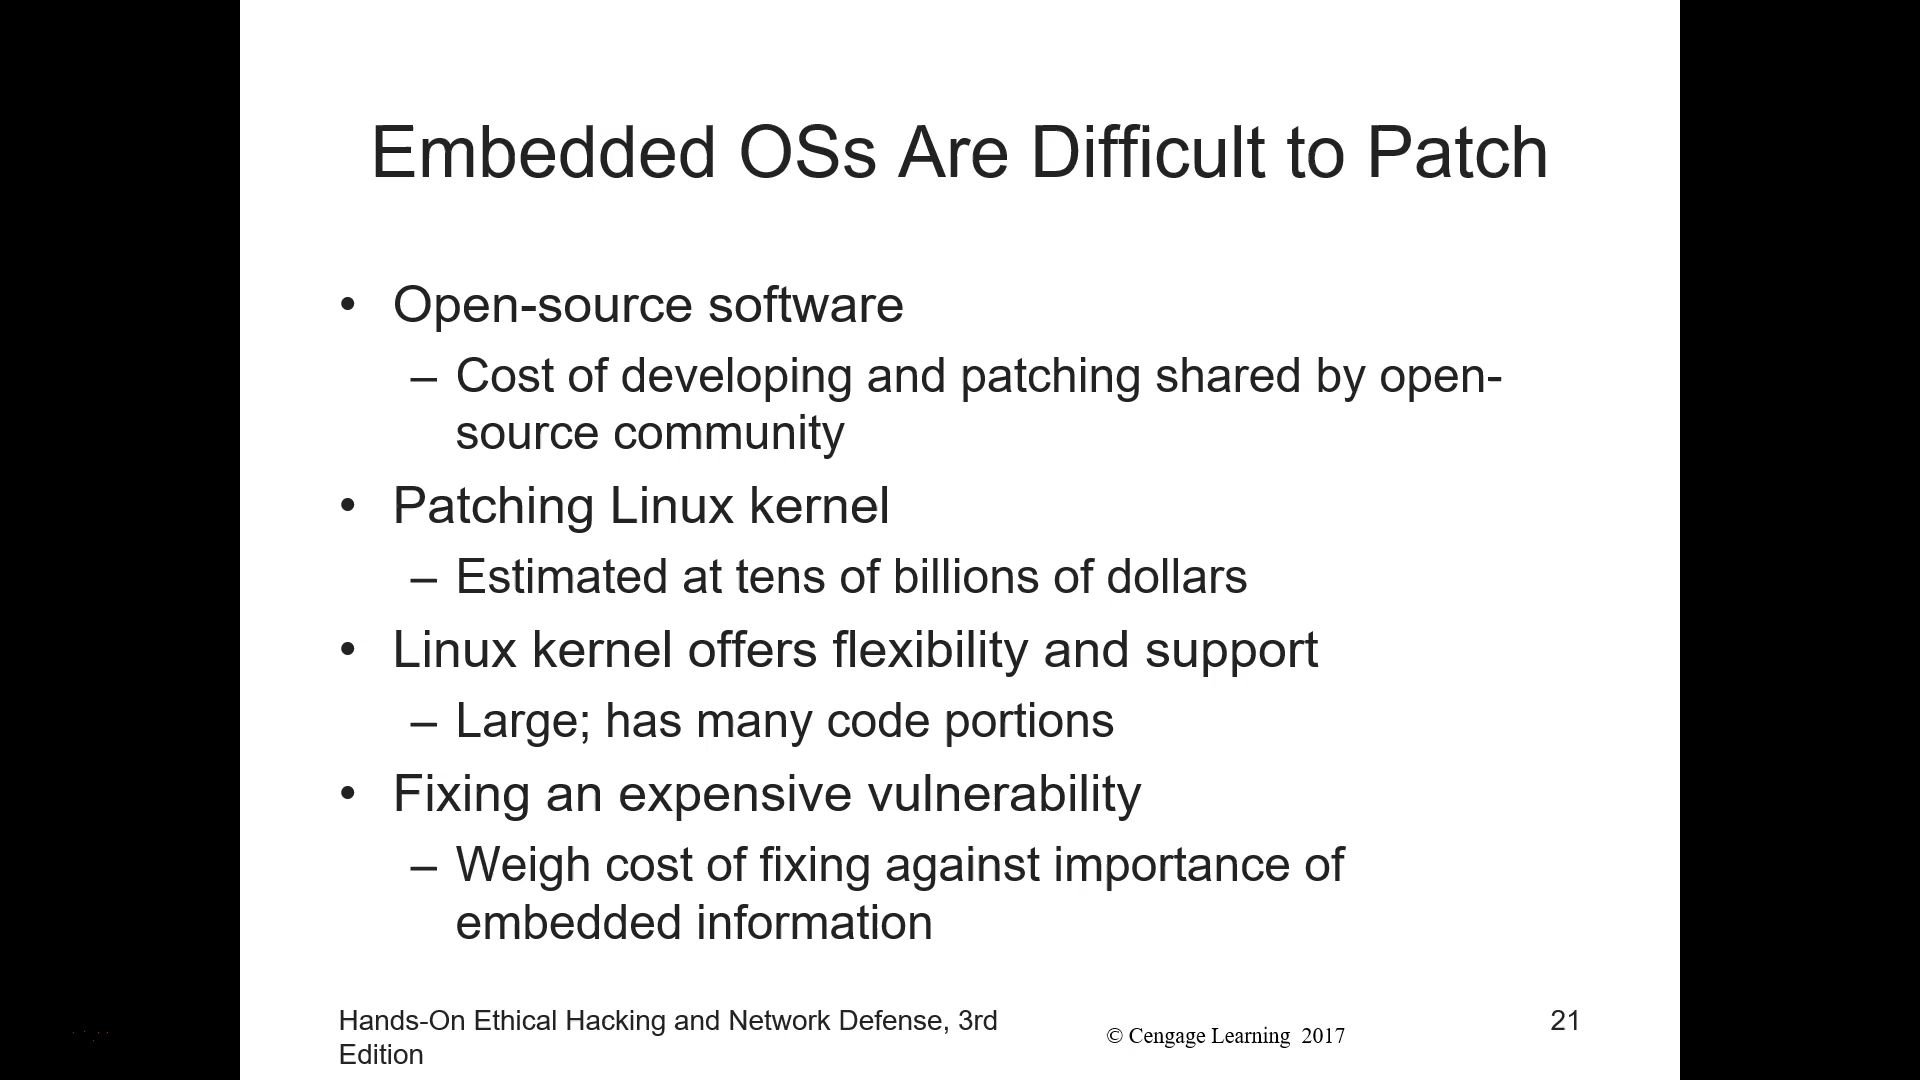 Embedded OSs Are Difficult to Patch
• Open-source software
– Cost of developing and patching shared by open-
source community
• Patching Linux kernel
– Estimated at tens of billions of dollars
• Linux kernel offers flexibility and support
– Large; has many code portions
• Fixing an expensive vulnerability
– Weigh cost of fixing against importance of
embedded information
Hands-On Ethical Hacking and Network Defense, 3rd
Edition
© Cengage Learning 2017
21